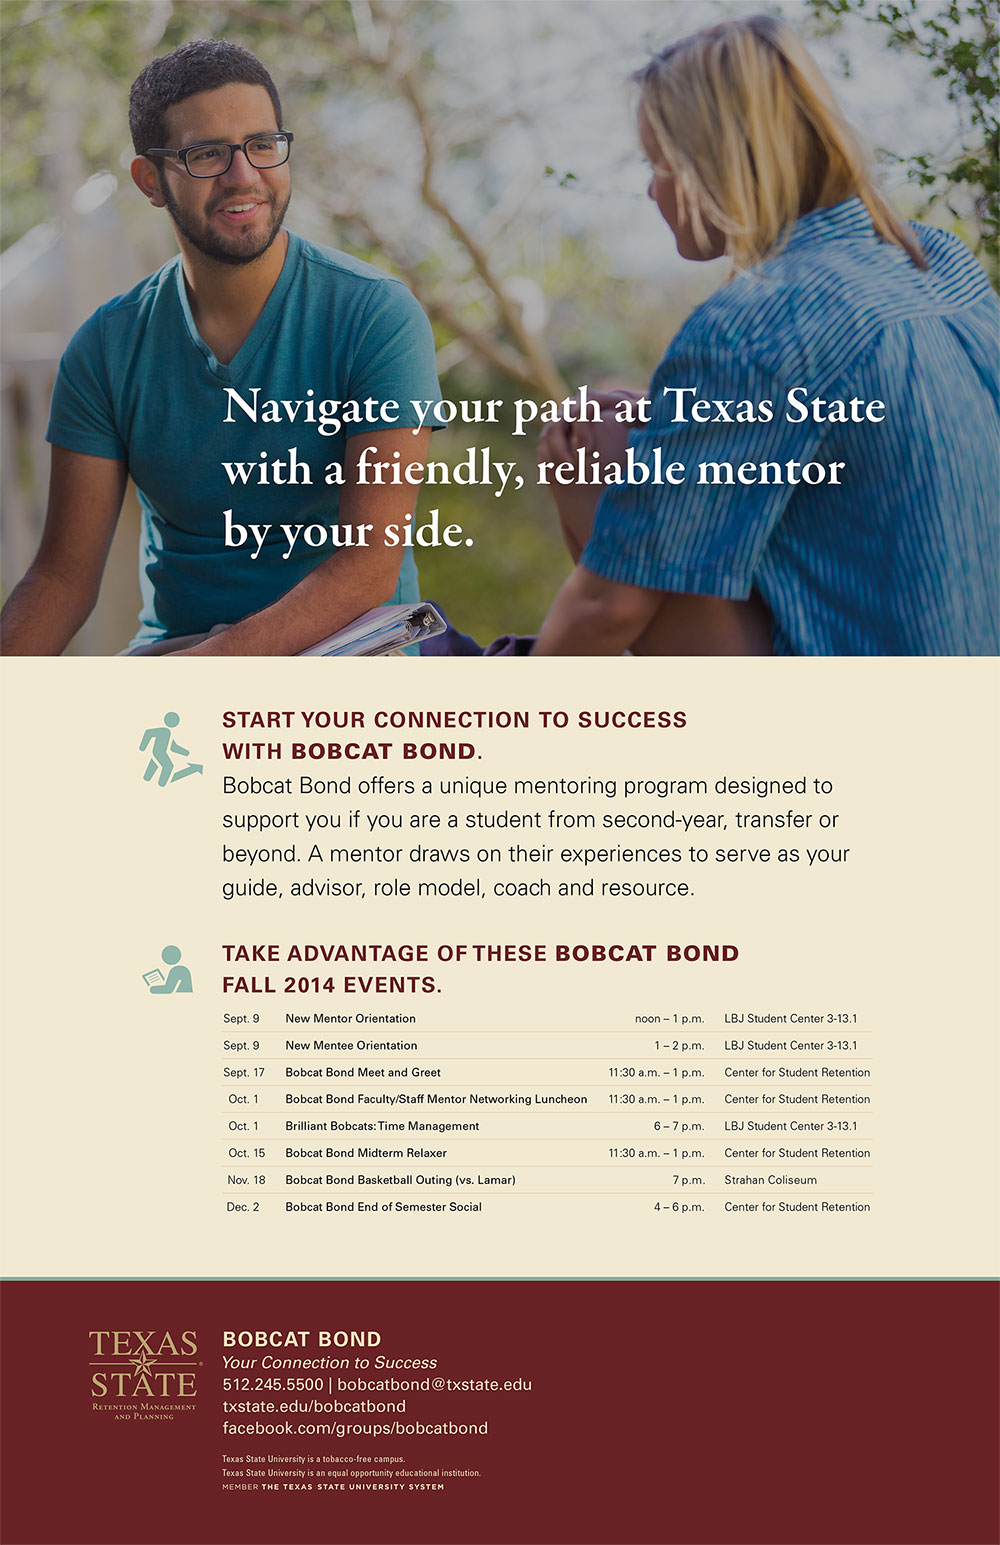 Navigate your path at Texas State
with a friendly, reliable mentor
by your side.
START YOUR CONNECTION TO SUCCESS
WITH BOBCAT BOND.
Bobcat Bond offers a unique mentoring program designed to
support you if you are a student from second-year, transfer or
beyond. A mentor draws on their experiences to serve as your
guide, advisor, role model, coach and resource.
TAKE ADVANTAGE OF THESE BOBCAT BOND
FALL 2014 EVENTS.
Sept. 9 New Mentor Orientation noon – 1 p.m. LBJ Student Center 3-13.1
Sept. 9 New Mentee Orientation 1 – 2 p.m. LBJ Student Center 3-13.1
Sept. 17 Bobcat Bond Meet and Greet 11:30 a.m. – 1 p.m. Center for Student Retention
Oct. 1 Bobcat Bond Faculty/Staff Mentor Networking Luncheon 11:30 a.m. – 1 p.m. Center for Student Retention
Oct. 1 Brilliant Bobcats: Time Management 6 – 7 p.m. LBJ Student Center 3-13.1
Oct. 15 Bobcat Bond Midterm Relaxer 11:30 a.m. – 1 p.m. Center for Student Retention
Nov. 18 Bobcat Bond Basketball Outing (vs. Lamar) 7 p.m. Strahan Coliseum
Dec. 2 Bobcat Bond End of Semester Social 4 – 6 p.m. Center for Student Retention
TEXAS
STATE®
RETENTION MANAGEMENT
AND PLANNING
BOBCAT BOND
Your Connection to Success
512.245.5500 | bobcatbond@txstate.edu
txstate.edu/bobcatbond
facebook.com/groups/bobcatbond
Texas State University is a tobacco-free campus.
Texas State University is an equal opportunity educational institution.
MEMBER THE TEXAS STATE UNIVERSITY SYSTEM